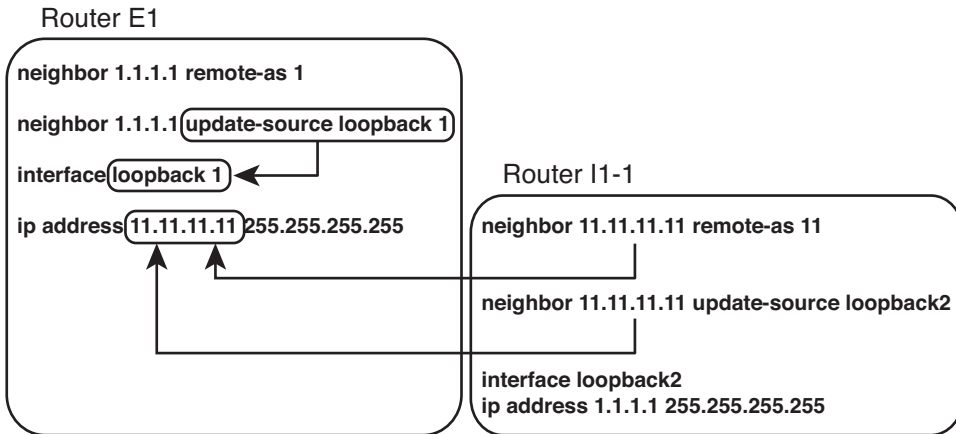 Router E1
neighbor 1.1.1.1 remote-as 1
neighbor 1.1.1.1 update-source loopback 1
interface loopback 1
ip address 11.11.11.11 255.255.255.255
Router I1-1
neighbor 11.11.11.11 remote-as 11
neighbor 11.11.11.11 update-source loopback2
interface loopback2
ip address 1.1.1.1 255.255.255.255